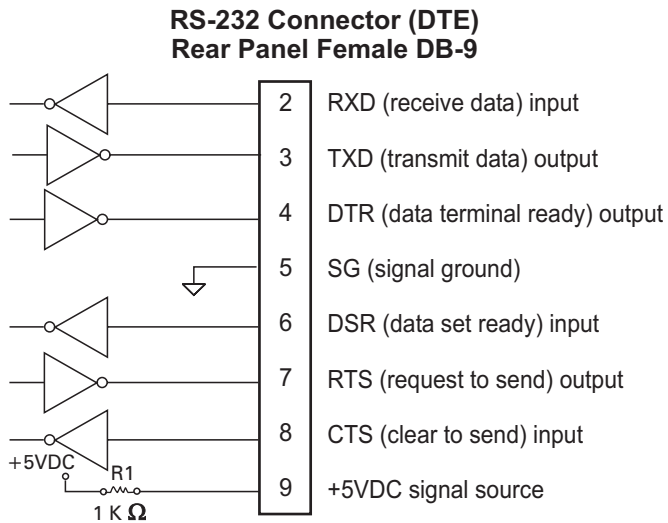 RS-232 Connector (DTE)
Rear Panel Female DB-9
2 RXD (receive data) input
3 TXD (transmit data) output
4 DTR (data terminal ready) output
5 SG (signal ground)
6 DSR (data set ready) input
7 RTS (request to send) output
8 CTS (clear to send) input
+5VDC
R1
9 +5VDC signal source
1 K Ω